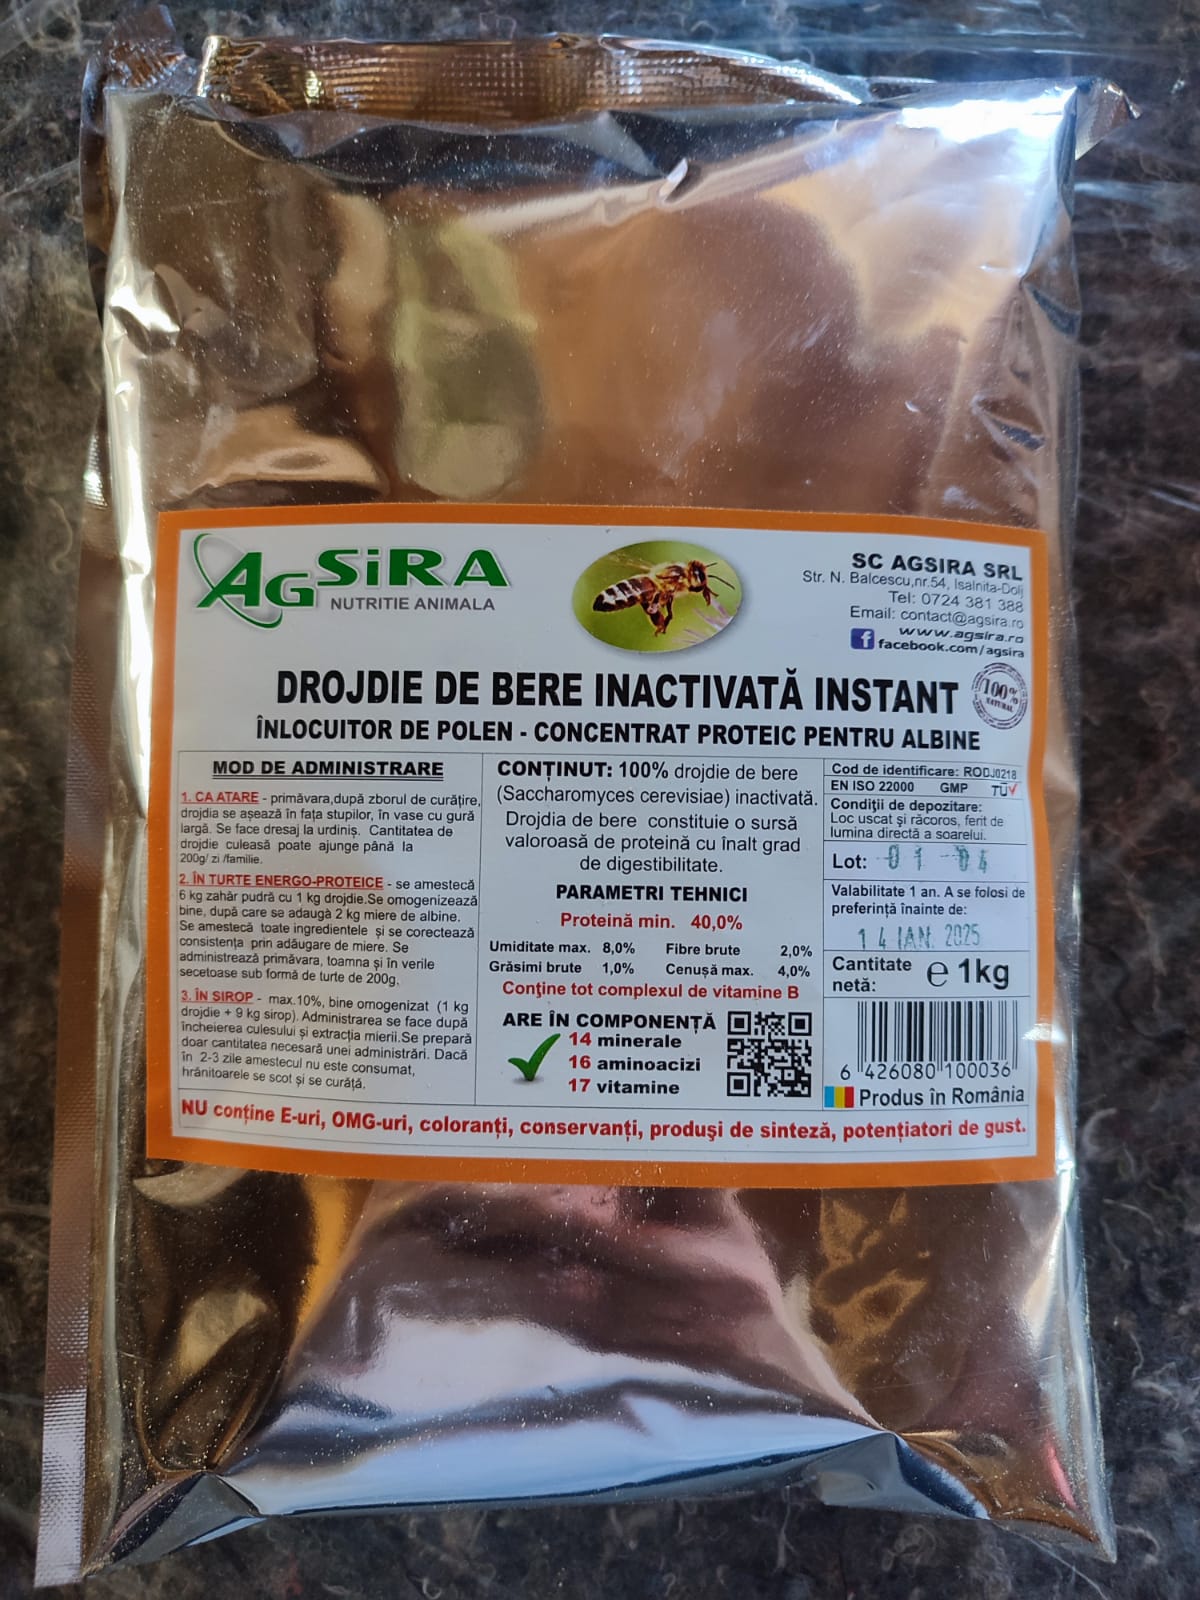 AGSiRA
NUTRITIE ANIMALA
SC AGSIRA SRL
Str. N. Balcescu,nr.54, Isalnita-Dolj
Tel: 0724 381 388
Email: contact@agsira.ro
www.agsira.ro
f facebook.com/agsira
DROJDIE DE BERE INACTIVATĂ INSTANT
100%
NATURAL
ÎNLOCUITOR DE POLEN - CONCENTRAT PROTEIC PENTRU ALBINE
MOD DE ADMINISTRARE
1. CA ATARE - primăvara,după zborul de curățire,
drojdia se așează în fața stupilor, în vase cu gură
largă. Se face dresaj la urdiniș. Cantitatea de
drojdie culeasă poate ajunge până la
200g/ zi /familie.
2. ÎN TURTE ENERGO-PROTEICE - se amestecă
6 kg zahăr pudră cu 1 kg drojdie.Se omogenizează
bine, după care se adaugă 2 kg miere de albine.
Se amestecă toate ingredientele și se corectează
consistența prin adăugare de miere. Se
administrează primăvara, toamna și în verile
secetoase sub formă de turte de 200g.
3. ÎN SIROP - max.10%, bine omogenizat (1 kg
drojdie + 9 kg sirop). Administrarea se face după
încheierea culesului și extracția mierii.Se prepară
doar cantitatea necesară unei administrări. Dacă
în 2-3 zile amestecul nu este consumat,
hrănitoarele se scot și se curăță.
CONȚINUT: 100% drojdie de bere
(Saccharomyces cerevisiae) inactivată.
Drojdia de bere constituie o sursă
valoroasă de proteină cu înalt grad
de digestibilitate.
PARAMETRI TEHNICI
Proteină min. 40,0%
Umiditate max. 8,0% Fibre brute 2,0%
Grăsimi brute 1,0% Cenușă max. 4,0%
Conţine tot complexul de vitamine B
ARE ÎN COMPONENȚĂ
14 minerale
16 aminoacizi
17 vitamine
Cod de identificare: RODJ0218
EN ISO 22000 GMP TÜV
Condiţii de depozitare:
Loc uscat şi răcoros, ferit de
lumina directă a soarelui.
Lot: 01 04
Valabilitate 1 an. A se folosi de
preferință înainte de:
14 IAN. 2025
Cantitate
netă: e 1kg
6 426080 100036
Produs în România
NU conține E-uri, OMG-uri, coloranți, conservanți, produşi de sinteză, potențiatori de gust.